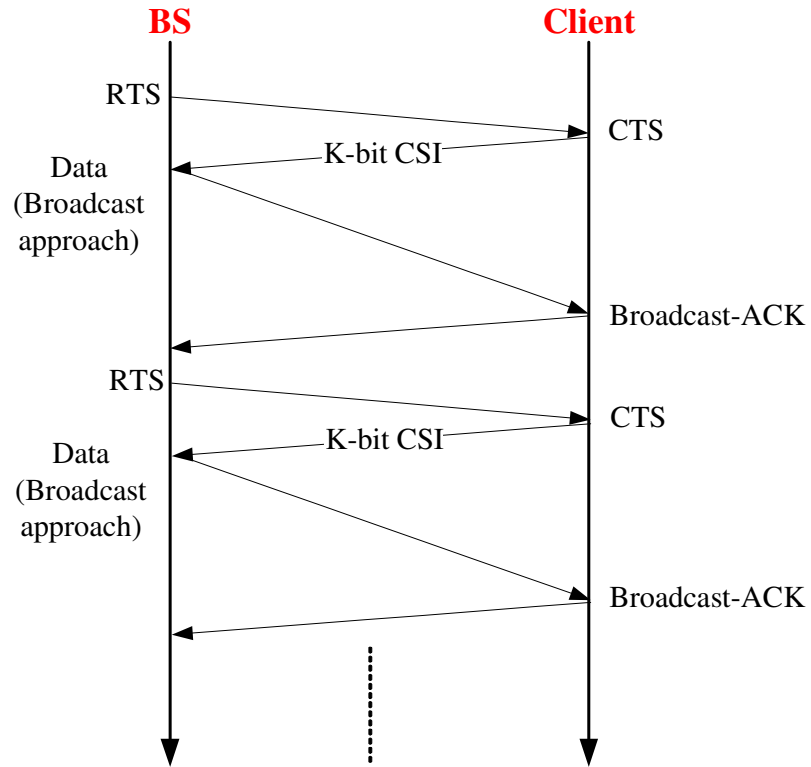 BS
Client
RTS
CTS
K-bit CSI
Data
(Broadcast
approach)
Broadcast-ACK
RTS
CTS
K-bit CSI
Data
(Broadcast
approach)
Broadcast-ACK